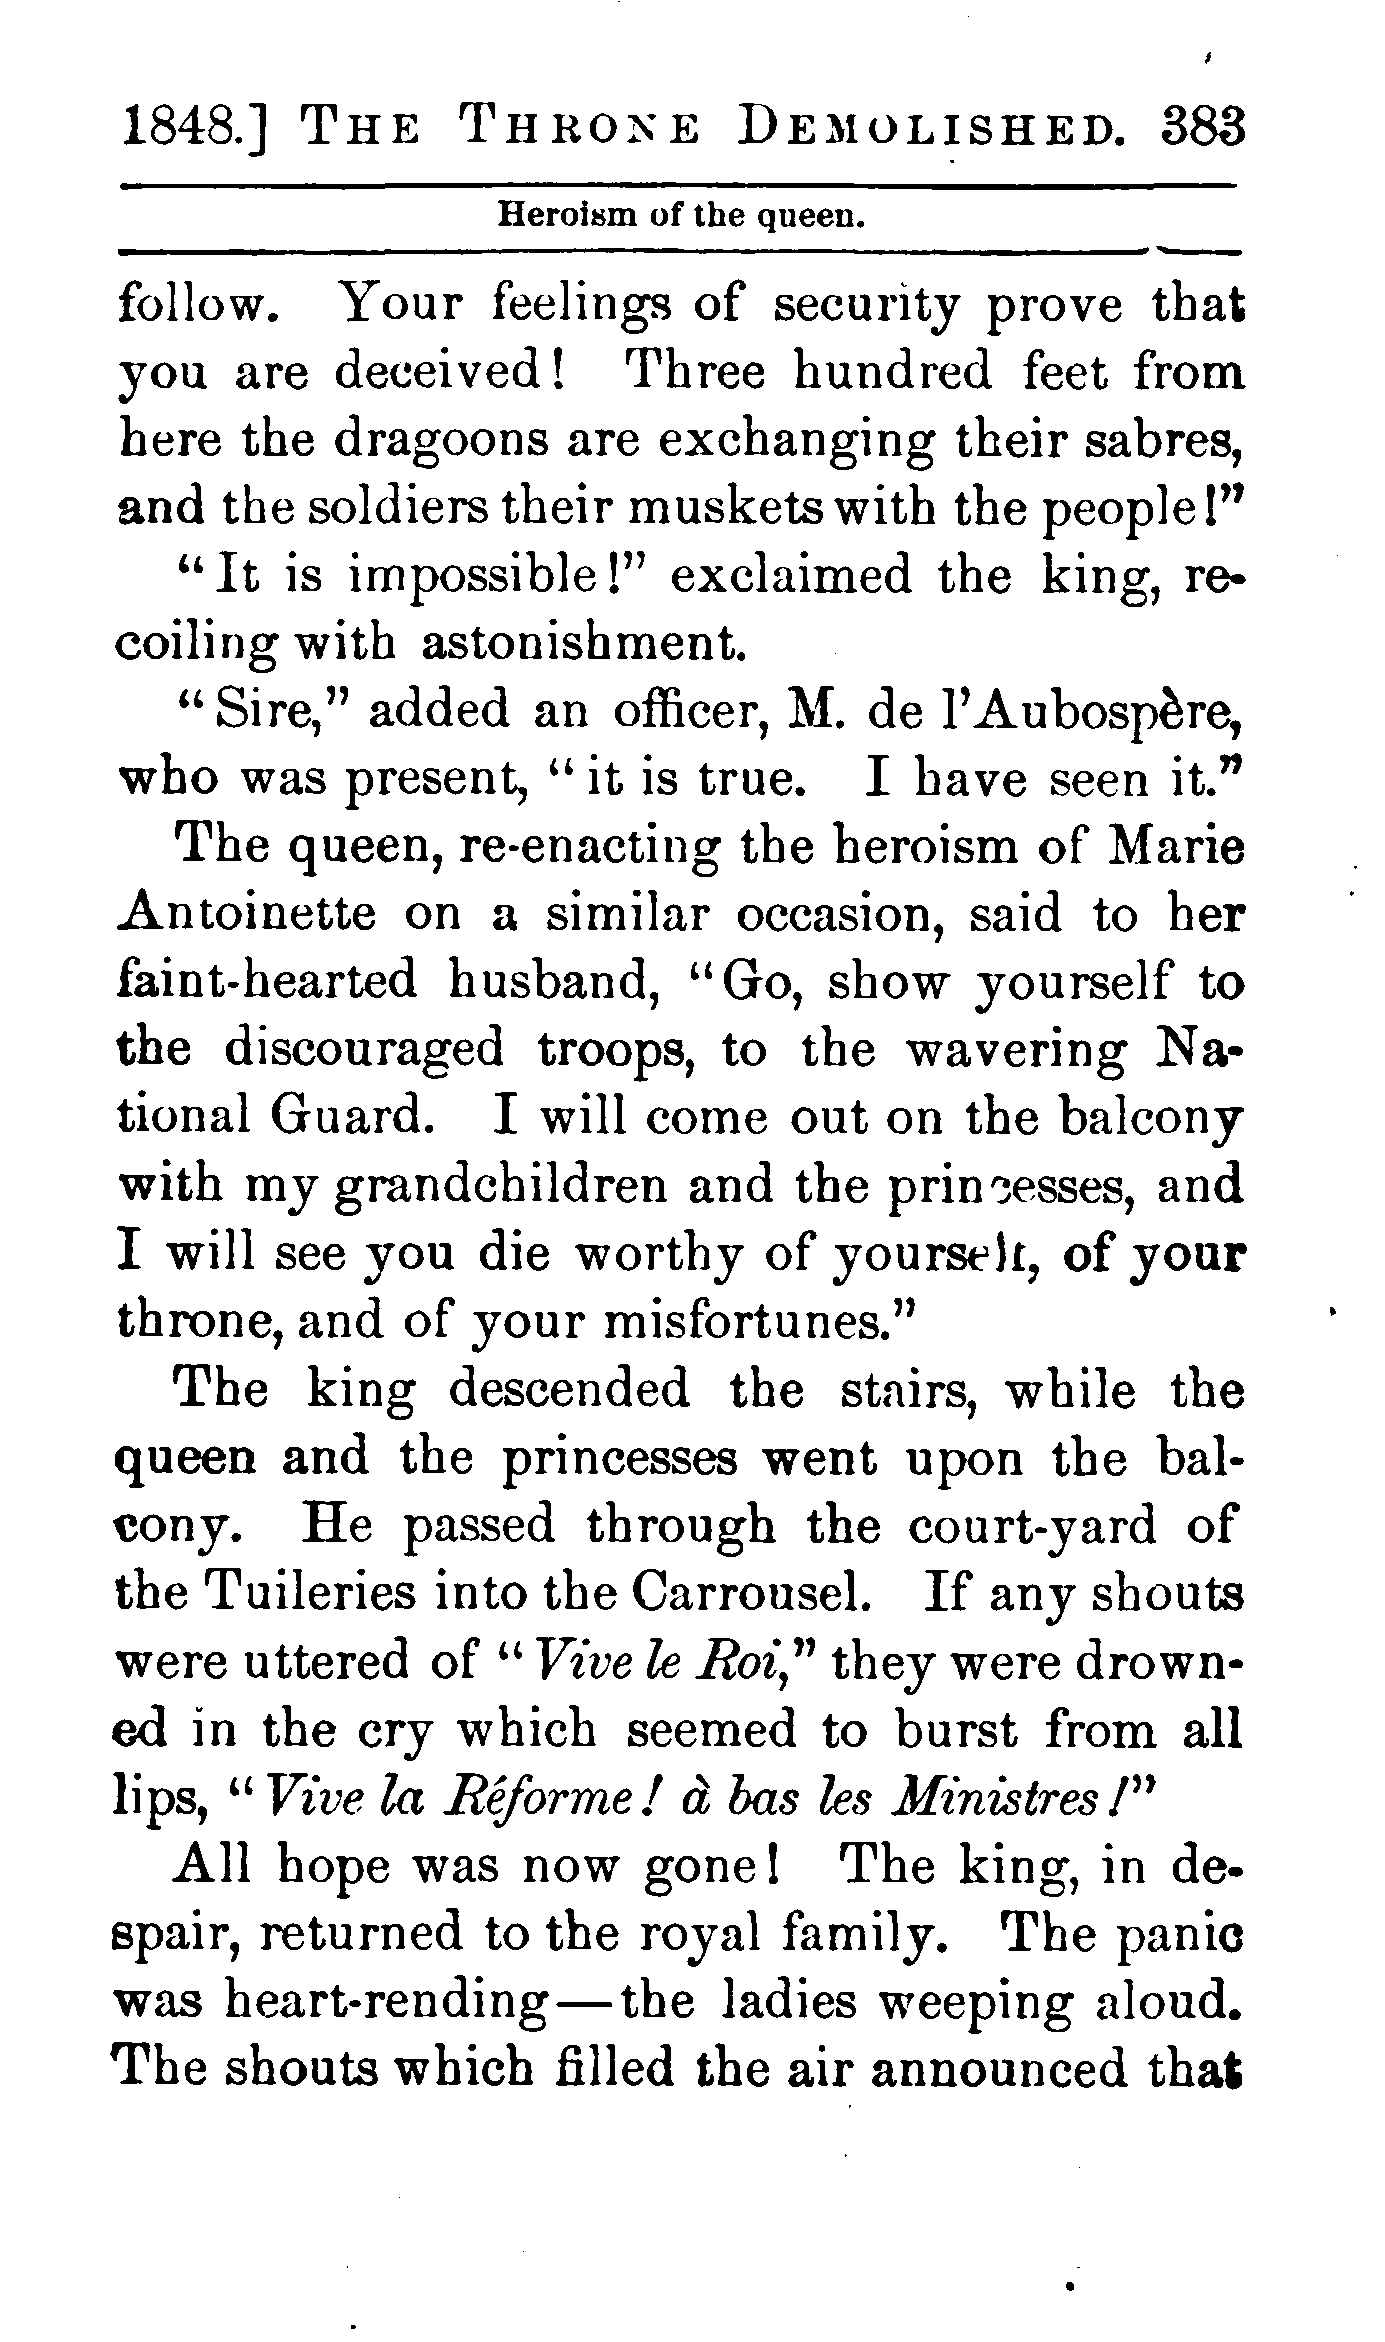 1848.] THE THRONE DEMOLISHED. 383
Heroism of the queen.
follow. Your feelings of security prove that
you are deceived! Three hundred feet from
here the dragoons are exchanging their sabres,
and the soldiers their muskets with the people!"
"It is impossible!" exclaimed the king, re-
coiling with astonishment.
"Sire," added an officer, M. de l'Aubospère,
who was present, "it is true. I have seen it."
The queen, re-enacting the heroism of Marie
Antoinette on a similar occasion, said to her
faint-hearted husband, "Go, show yourself to
the discouraged troops, to the wavering Na-
tional Guard. I will come out on the balcony
with my grandchildren and the princesses, and
I will see you die worthy of yourself, of your
throne, and of your misfortunes."
The king descended the stairs, while the
queen and the princesses went upon the bal-
cony. He passed through the court-yard of
the Tuileries into the Carrousel. If any shouts
were uttered of "Vive le Roi," they were drown-
ed in the cry which seemed to burst from all
lips, "Vive la Réforme! à bas les Ministres!"
All hope was now gone! The king, in de-
spair, returned to the royal family. The panic
was heart-rending—the ladies weeping aloud.
The shouts which filled the air announced that